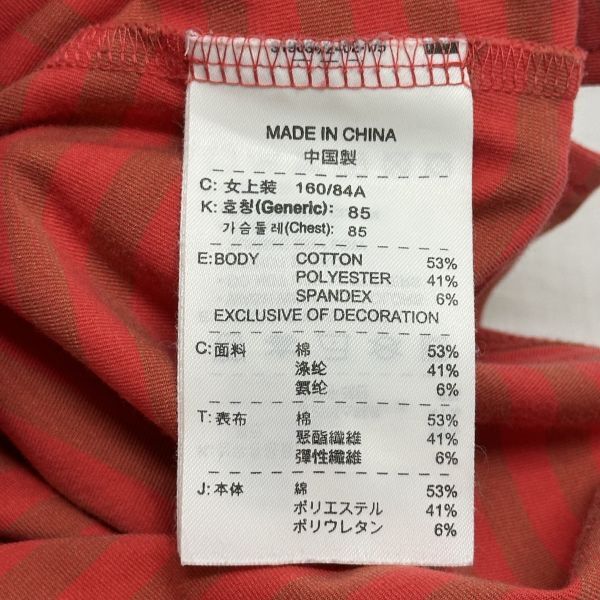 MADE IN CHINA
中国製
C: 女上装 160/84A
K: 호칭(Generic): 85
가슴둘레(Chest): 85
E:BODY COTTON 53%
POLYESTER 41%
SPANDEX 6%
EXCLUSIVE OF DECORATION
C:面料 棉 53%
涤纶 41%
氨纶 6%
T:表布 棉 53%
聚酯纖維 41%
彈性纖維 6%
J:本体 綿 53%
ポリエステル 41%
ポリウレタン 6%